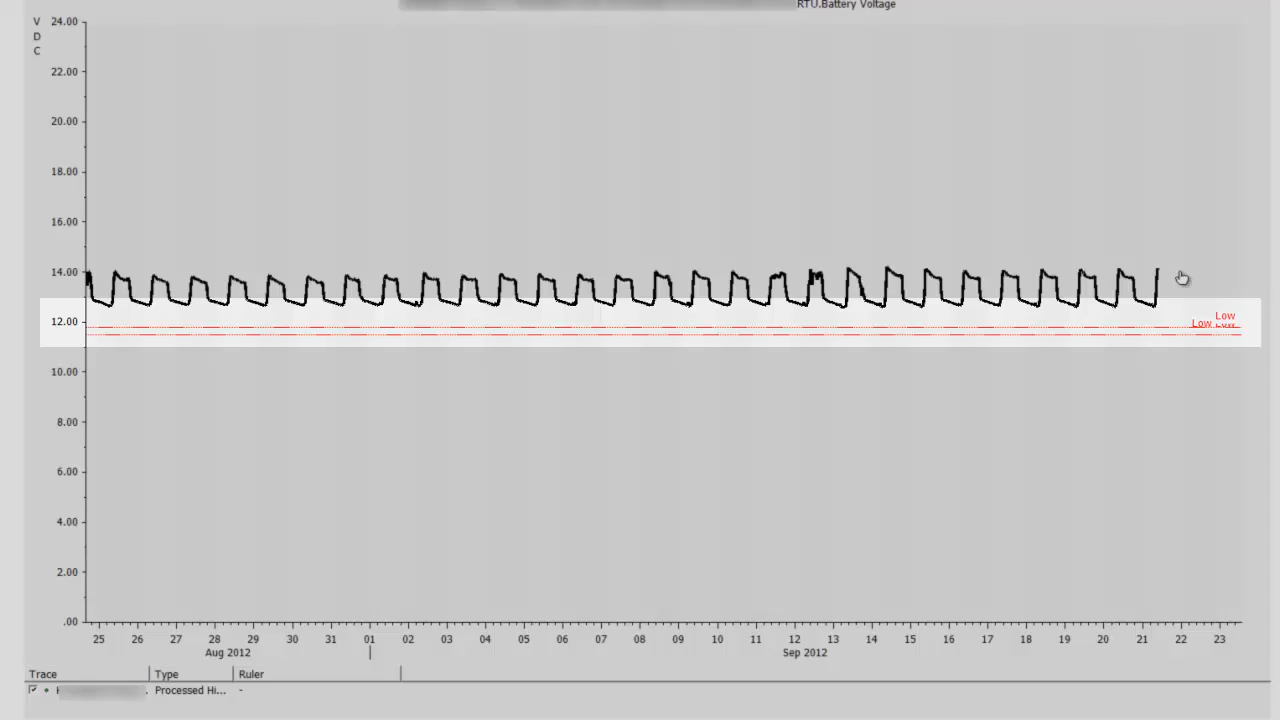 RTU.Battery Voltage
V
D
C
24.00
22.00
20.00
18.00
16.00
14.00
12.00
10.00
8.00
6.00
4.00
2.00
.00
Low
Low Low
25 26 27 28 29 30 31 01 02 03 04 05 06 07 08 09 10 11 12 13 14 15 16 17 18 19 20 21 22 23
Aug 2012 Sep 2012
Trace Type Ruler
Processed Hi... -